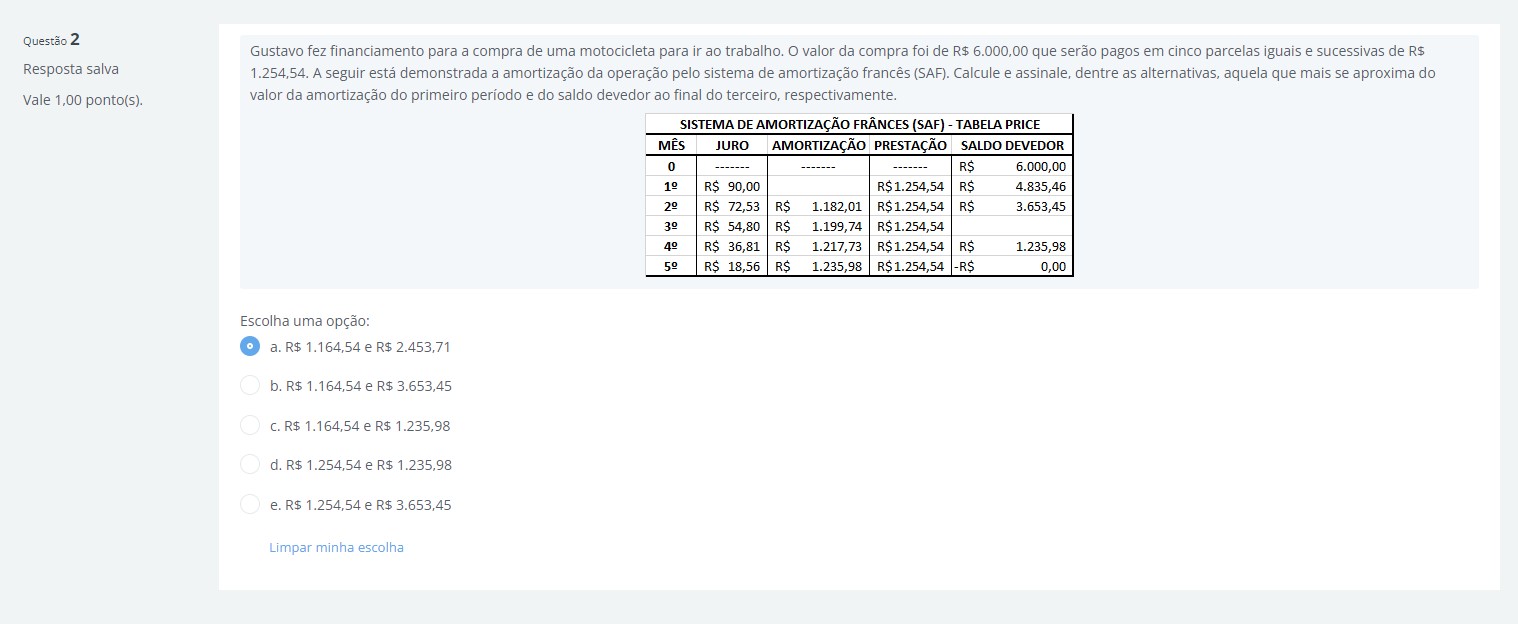 Questão 2
Resposta salva
Vale 1,00 ponto(s).
Gustavo fez financiamento para a compra de uma motocicleta para ir ao trabalho. O valor da compra foi de R$ 6.000,00 que serão pagos em cinco parcelas iguais e sucessivas de R$
1.254,54. A seguir está demonstrada a amortização da operação pelo sistema de amortização francês (SAF). Calcule e assinale, dentre as alternativas, aquela que mais se aproxima do
valor da amortização do primeiro período e do saldo devedor ao final do terceiro, respectivamente.
SISTEMA DE AMORTIZAÇÃO FRÂNCES (SAF) - TABELA PRICE
MÊS JURO AMORTIZAÇÃO PRESTAÇÃO SALDO DEVEDOR
0 ------- ------- ------- R$ 6.000,00
1º R$ 90,00 R$1.254,54 R$ 4.835,46
2º R$ 72,53 R$ 1.182,01 R$1.254,54 R$ 3.653,45
3º R$ 54,80 R$ 1.199,74 R$1.254,54
4º R$ 36,81 R$ 1.217,73 R$1.254,54 R$ 1.235,98
5º R$ 18,56 R$ 1.235,98 R$1.254,54 -R$ 0,00
Escolha uma opção:
a. R$ 1.164,54 e R$ 2.453,71
b. R$ 1.164,54 e R$ 3.653,45
c. R$ 1.164,54 e R$ 1.235,98
d. R$ 1.254,54 e R$ 1.235,98
e. R$ 1.254,54 e R$ 3.653,45
Limpar minha escolha